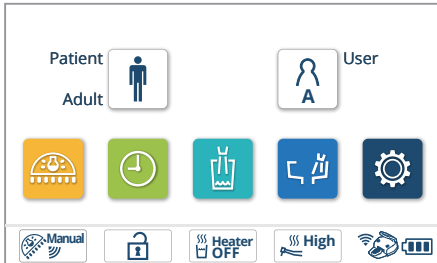 Patient
User
Adult
A
Manual
Heater
OFF
High